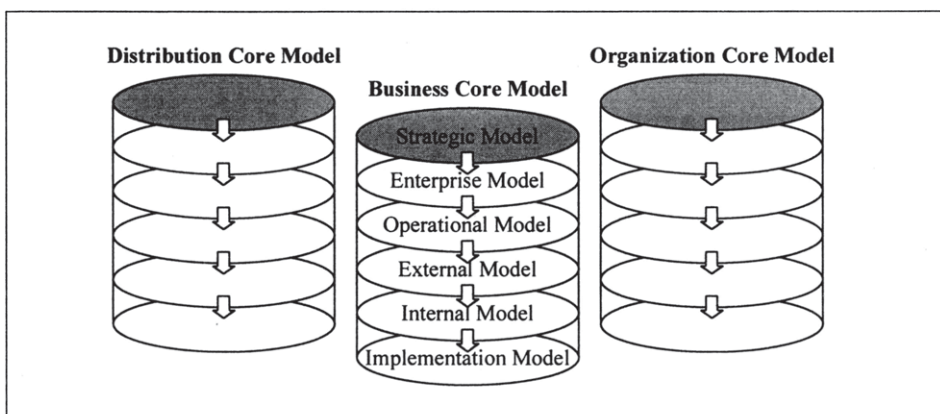 Distribution Core Model
Business Core Model
Organization Core Model
Strategic Model
Enterprise Model
Operational Model
External Model
Internal Model
Implementation Model